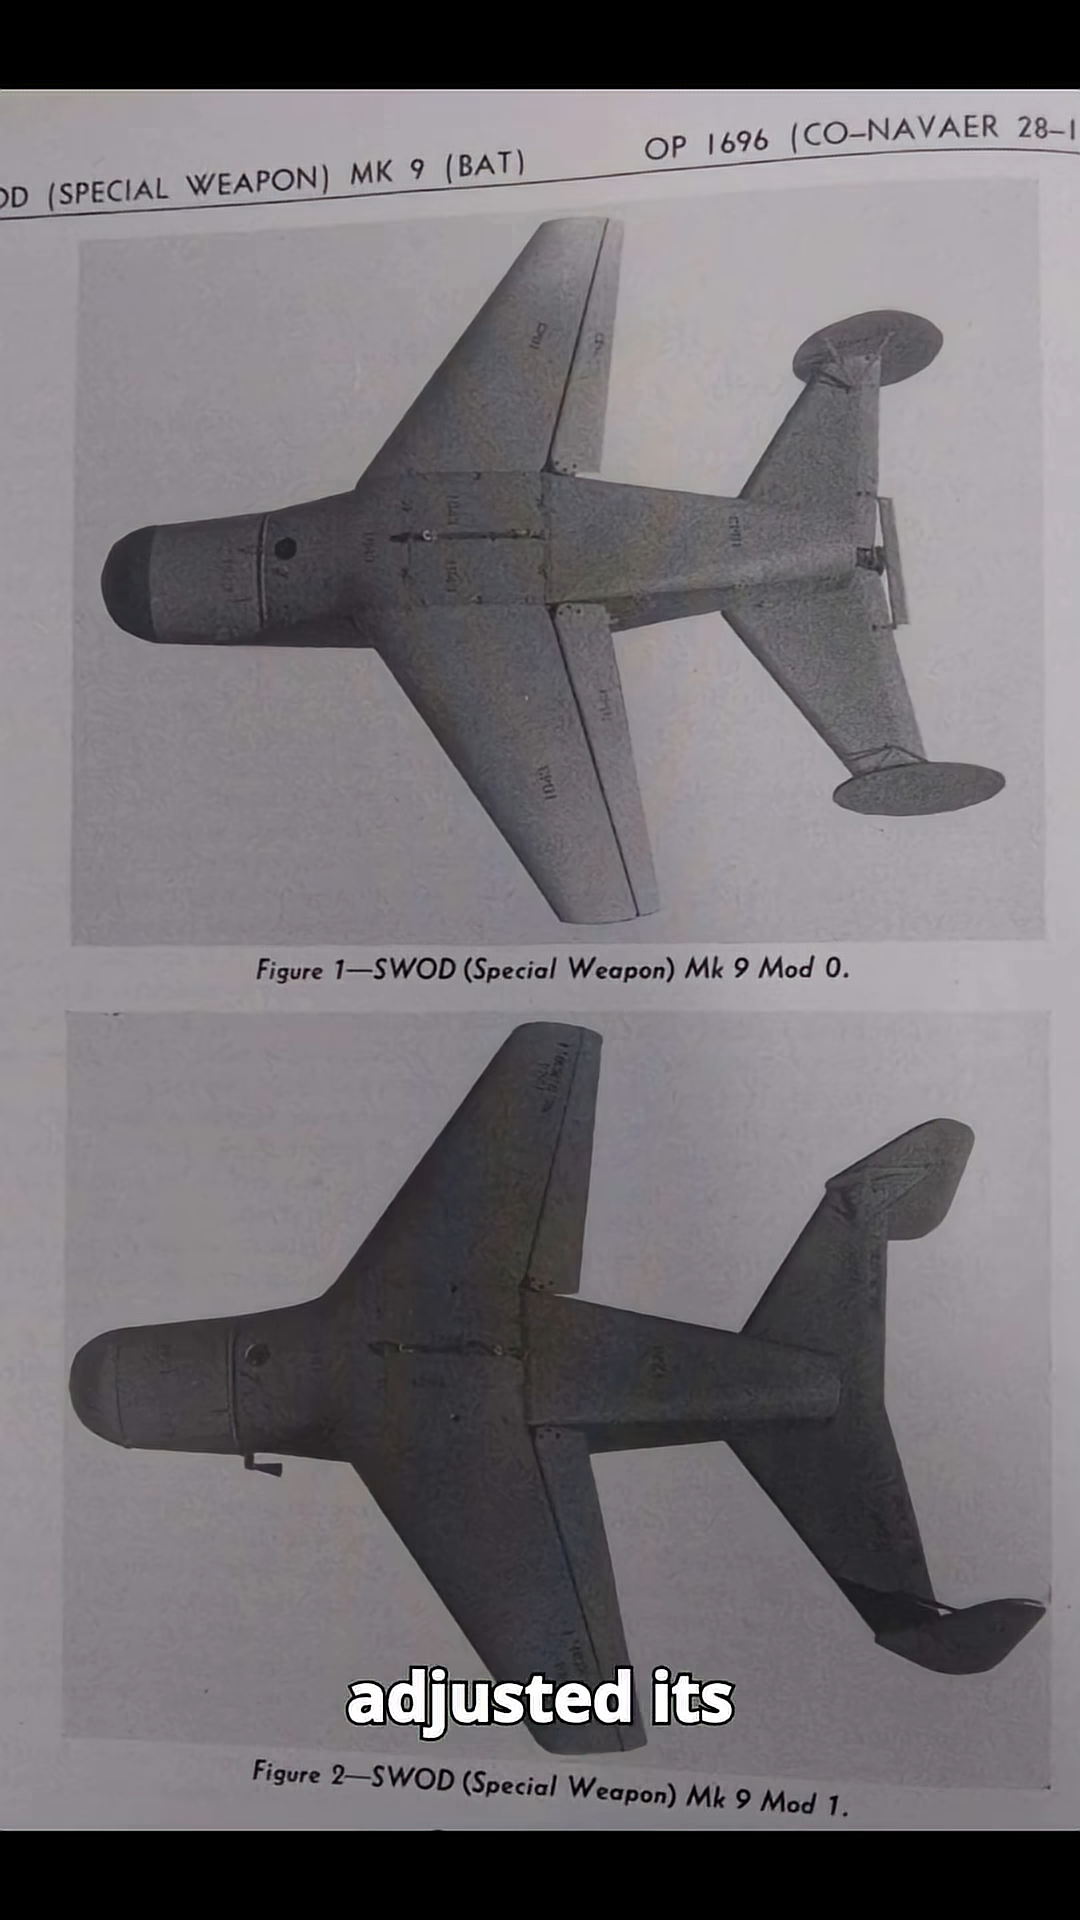 OD (SPECIAL WEAPON) MK 9 (BAT)
OP 1696 (CO-NAVAER 28-1
Figure 1—SWOD (Special Weapon) Mk 9 Mod 0.
adjusted its
Figure 2—SWOD (Special Weapon) Mk 9 Mod 1.